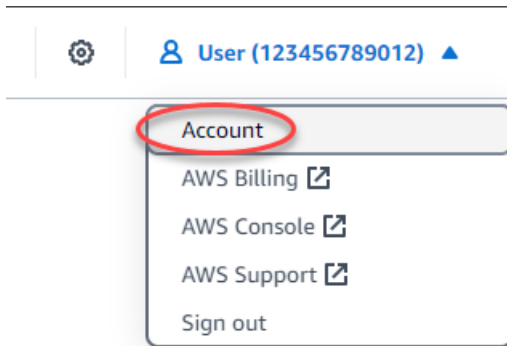 User (123456789012)
Account
AWS Billing
AWS Console
AWS Support
Sign out